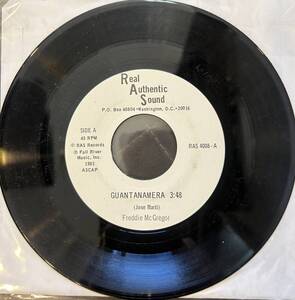 Real
Authentic
Sound
P.O. Box 40804 • Washington, D.C. • 20016
SIDE A
45 RPM
℗ RAS Records
© Fall River
Music, Inc.
1983
ASCAP
RAS 4008-A
GUANTANAMERA 3:48
(Jose Marti)
Freddie McGregor